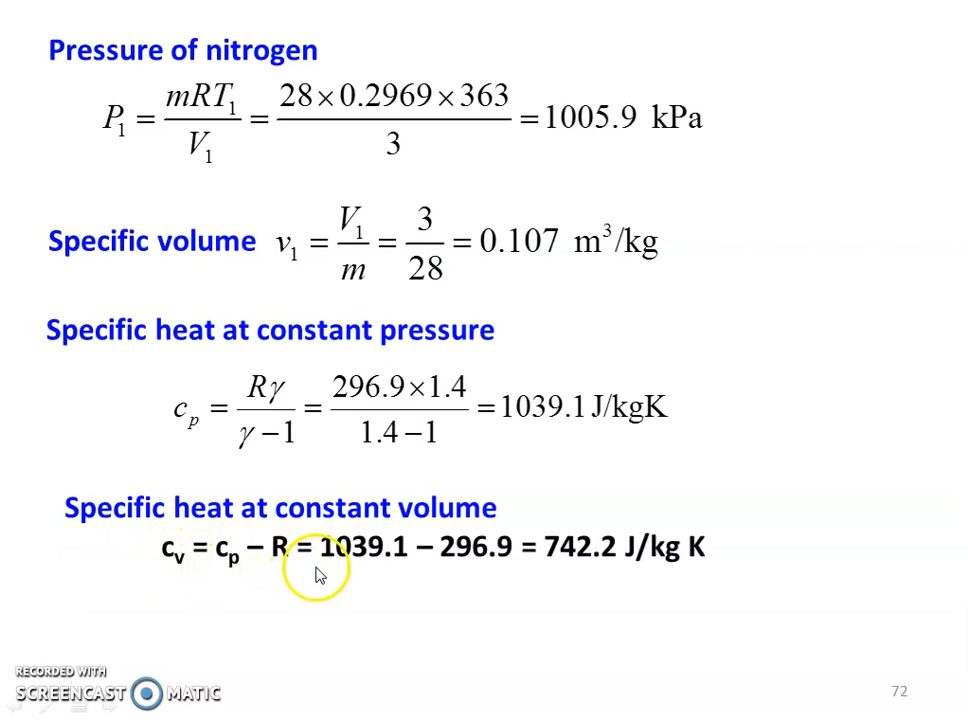 Pressure of nitrogen
P₁ = mRT₁ / V₁ = 28 × 0.2969 × 363 / 3 = 1005.9 kPa
Specific volume v₁ = V₁ / m = 3 / 28 = 0.107 m³/kg
Specific heat at constant pressure
cₚ = Rγ / γ − 1 = 296.9 × 1.4 / 1.4 − 1 = 1039.1 J/kgK
Specific heat at constant volume
cᵥ = cₚ – R = 1039.1 – 296.9 = 742.2 J/kg K
RECORDED WITH
SCREENCAST MATIC
72